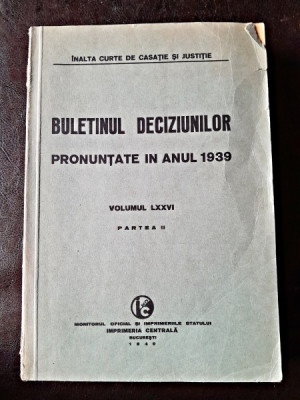 ÎNALTA CURTE DE CASAȚIE ȘI JUSTIȚIE
BULETINUL DECIZIUNILOR
PRONUNȚATE IN ANUL 1939
VOLUMUL LXXVI
PARTEA II
MONITORUL OFICIAL ȘI IMPRIMERIILE STATULUI
IMPRIMERIA CENTRALĂ
BUCUREȘTI
1940